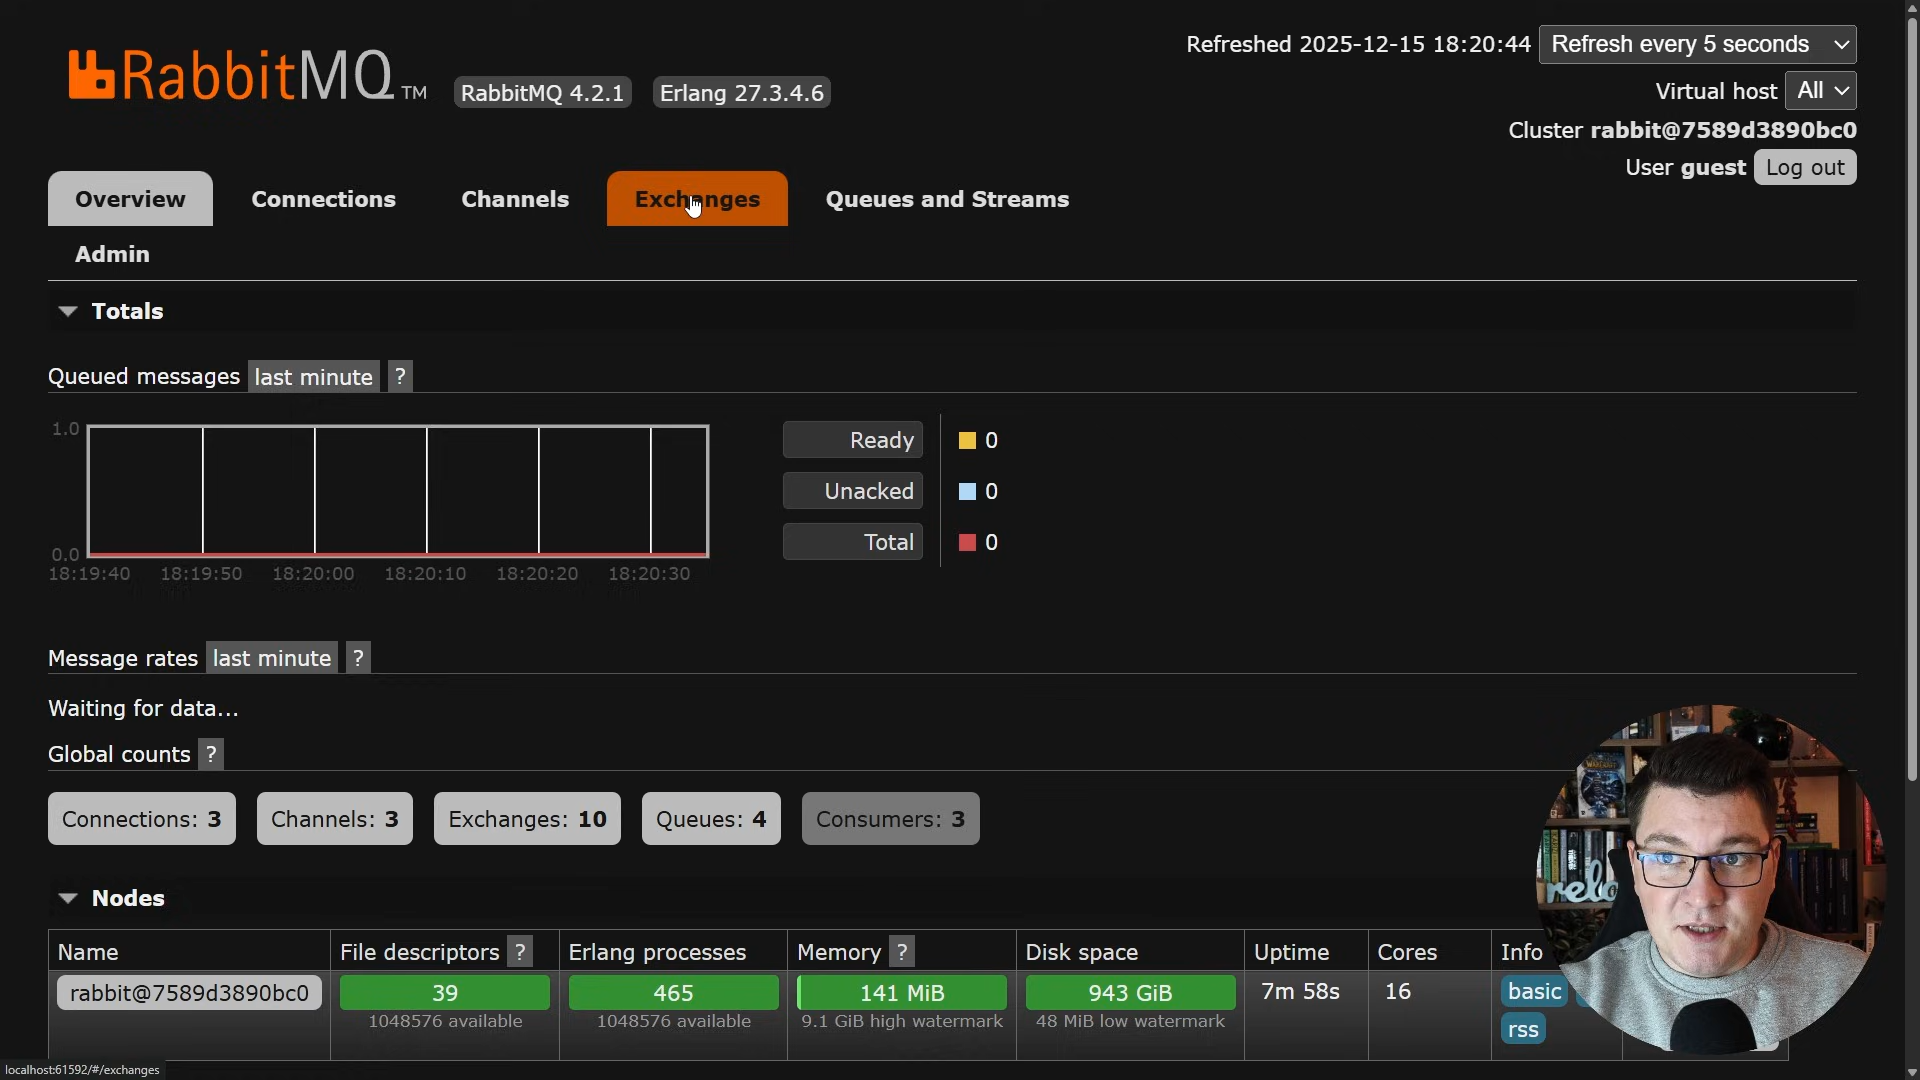 RabbitMQ TM
RabbitMQ 4.2.1 Erlang 27.3.4.6
Refreshed 2025-12-15 18:20:44 Refresh every 5 seconds
Virtual host All
Cluster rabbit@7589d3890bc0
User guest Log out
Overview Connections Channels Exchanges Queues and Streams
Admin
Totals
Queued messages last minute ?
1.0
0.0
18:19:40 18:19:50 18:20:00 18:20:10 18:20:20 18:20:30
Ready 0
Unacked 0
Total 0
Message rates last minute ?
Waiting for data...
Global counts ?
Connections: 3 Channels: 3 Exchanges: 10 Queues: 4 Consumers: 3
Nodes
Name File descriptors ? Erlang processes Memory ? Disk space Uptime Cores Info
rabbit@7589d3890bc0 39 465 141 MiB 943 GiB 7m 58s 16 basic
1048576 available 1048576 available 9.1 GiB high watermark 48 MiB low watermark
rss
localhost:61592/#/exchanges